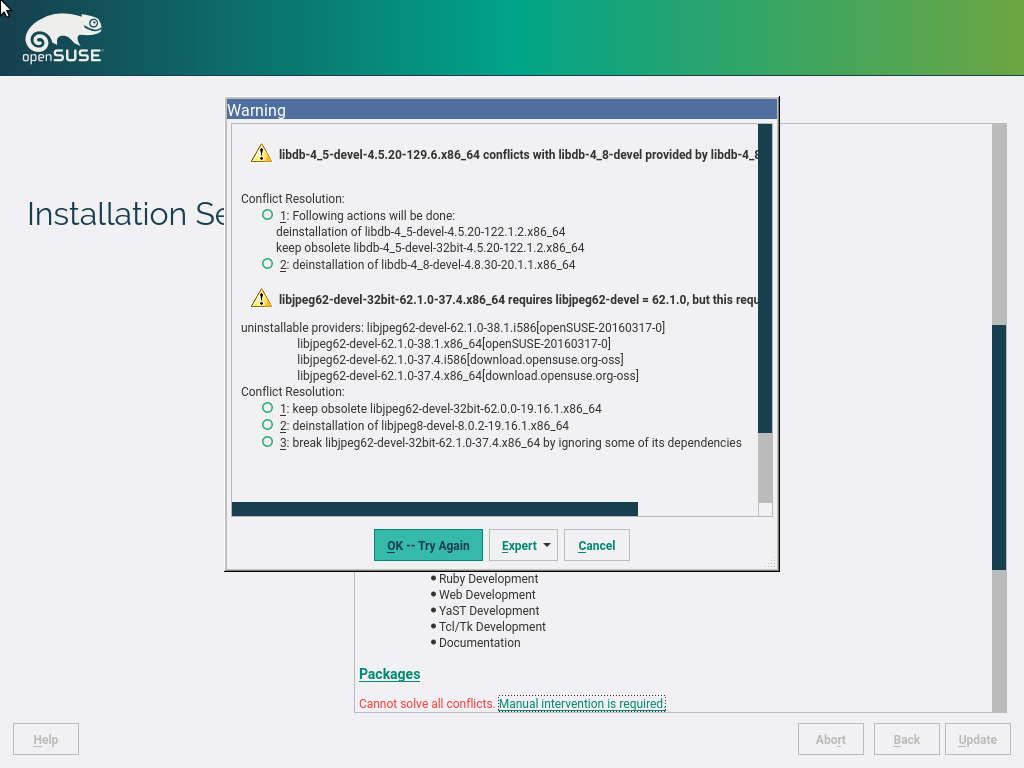 openSUSE
Warning
libdb-4_5-devel-4.5.20-129.6.x86_64 conflicts with libdb-4_8-devel provided by libdb-4_8
Installation Se
Conflict Resolution:
1: Following actions will be done:
deinstallation of libdb-4_5-devel-4.5.20-122.1.2.x86_64
keep obsolete libdb-4_5-devel-32bit-4.5.20-122.1.2.x86_64
2: deinstallation of libdb-4_8-devel-4.8.30-20.1.1.x86_64
libjpeg62-devel-32bit-62.1.0-37.4.x86_64 requires libjpeg62-devel = 62.1.0, but this requ
uninstallable providers: libjpeg62-devel-62.1.0-38.1.i586[openSUSE-20160317-0]
libjpeg62-devel-62.1.0-38.1.x86_64[openSUSE-20160317-0]
libjpeg62-devel-62.1.0-37.4.i586[download.opensuse.org-oss]
libjpeg62-devel-62.1.0-37.4.x86_64[download.opensuse.org-oss]
Conflict Resolution:
1: keep obsolete libjpeg62-devel-32bit-62.0.0-19.16.1.x86_64
2: deinstallation of libjpeg8-devel-8.0.2-19.16.1.x86_64
3: break libjpeg62-devel-32bit-62.1.0-37.4.x86_64 by ignoring some of its dependencies
OK -- Try Again
Expert
Cancel
Ruby Development
Web Development
YaST Development
Tcl/Tk Development
Documentation
Packages
Cannot solve all conflicts. Manual intervention is required.
Help
Abort
Back
Update